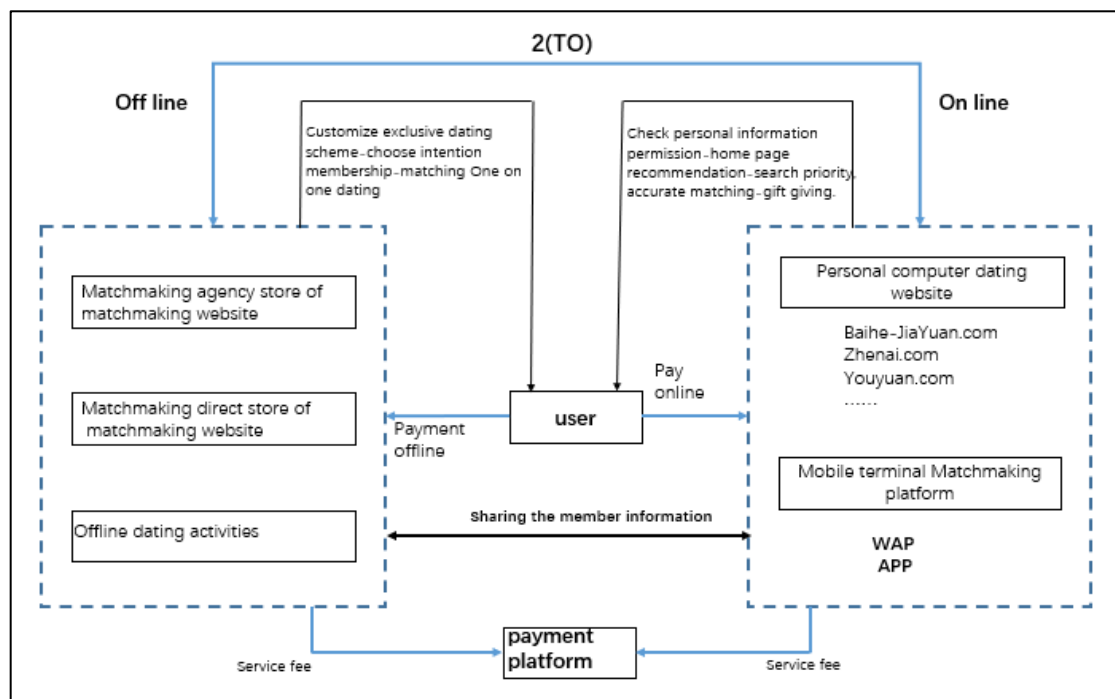 2(TO)
Off line
On line
Customize exclusive dating
scheme-choose intention
membership-matching One on
one dating
Check personal information
permission-home page
recommendation-search priority,
accurate matching-gift giving.
Matchmaking agency store of
matchmaking website
Matchmaking direct store of
matchmaking website
Offline dating activities
Personal computer dating
website
Baihe-JiaYuan.com
Zhenai.com
Youyuan.com
......
Mobile terminal Matchmaking
platform
WAP
APP
user
Pay
online
Payment
offline
Sharing the member information
payment
platform
Service fee
Service fee